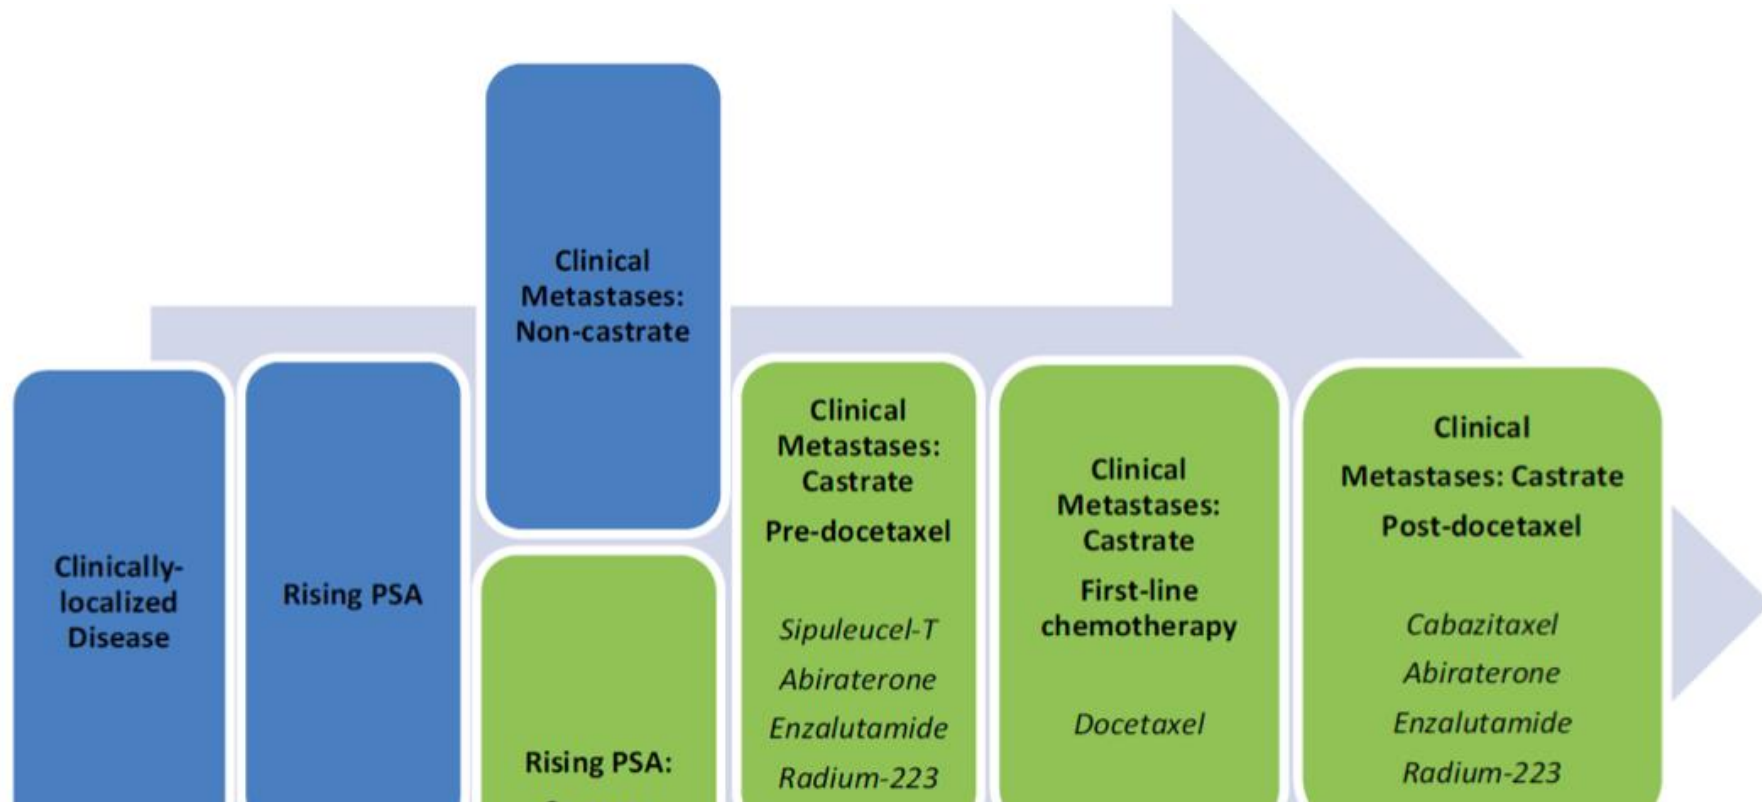 Clinically-
localized
Disease
Rising PSA
Clinical
Metastases:
Non-castrate
Rising PSA:
Clinical
Metastases:
Castrate
Pre-docetaxel
Sipuleucel-T
Abiraterone
Enzalutamide
Radium-223
Clinical
Metastases:
Castrate
First-line
chemotherapy
Docetaxel
Clinical
Metastases: Castrate
Post-docetaxel
Cabazitaxel
Abiraterone
Enzalutamide
Radium-223